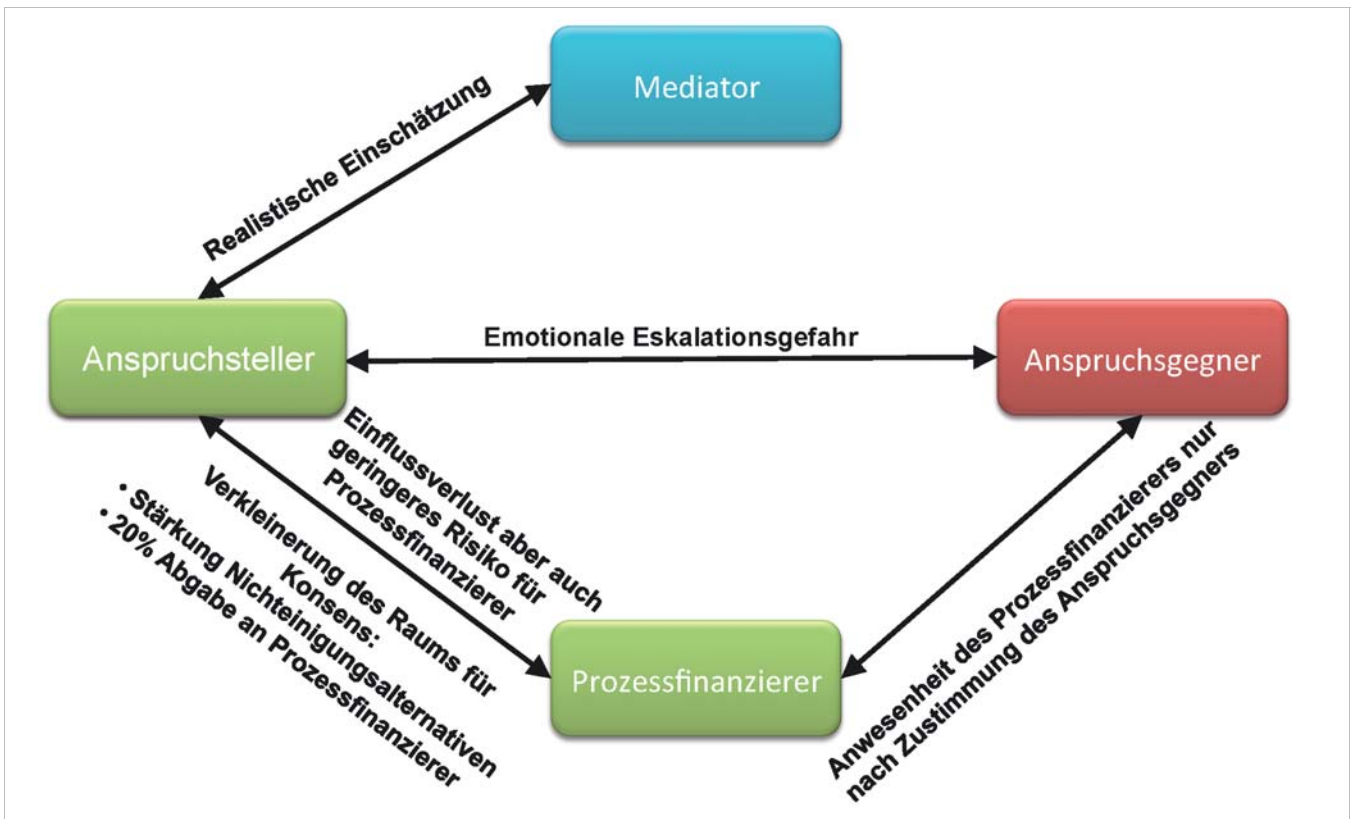 Mediator
Realistische Einschätzung
Anspruchsteller
Emotionale Eskalationsgefahr
Anspruchsgegner
Einflussverlust aber auch
geringeres Risiko für
Prozessfinanzierer
Verkleinerung des Raums für
Konsens:
• Stärkung Nichteinigungsalternativen
• 20% Abgabe an Prozessfinanzierer
Prozessfinanzierer
Anwesenheit des Prozessfinanzierers nur
nach Zustimmung des Anspruchsgegners